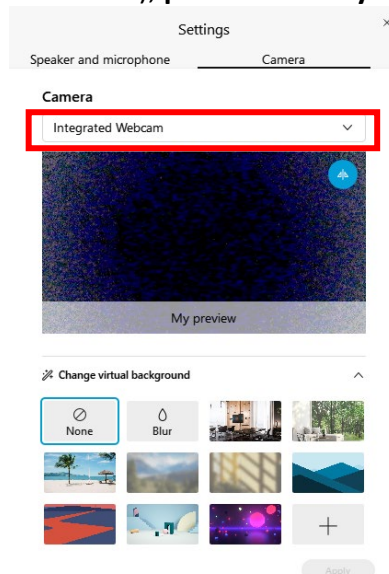 Settings
Speaker and microphone Camera
Camera
Integrated Webcam
My preview
Change virtual background
None Blur
Apply